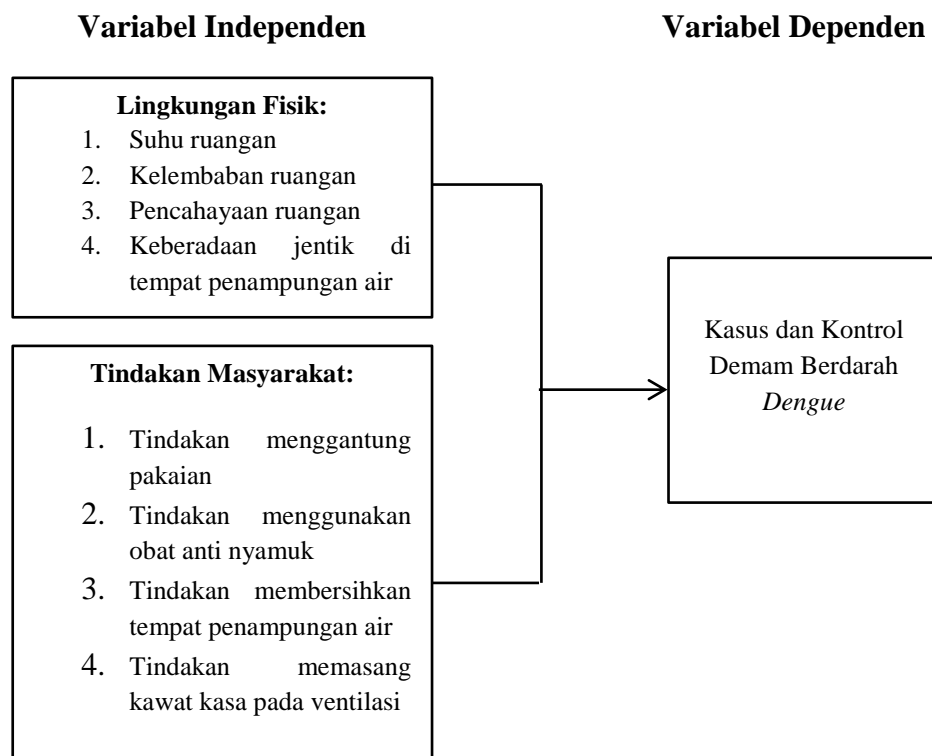 Variabel Independen
Variabel Dependen
Lingkungan Fisik:
1. Suhu ruangan
2. Kelembaban ruangan
3. Pencahayaan ruangan
4. Keberadaan jentik di
tempat penampungan air
Tindakan Masyarakat:
1. Tindakan menggantung
pakaian
2. Tindakan menggunakan
obat anti nyamuk
3. Tindakan membersihkan
tempat penampungan air
4. Tindakan memasang
kawat kasa pada ventilasi
Kasus dan Kontrol
Demam Berdarah
Dengue